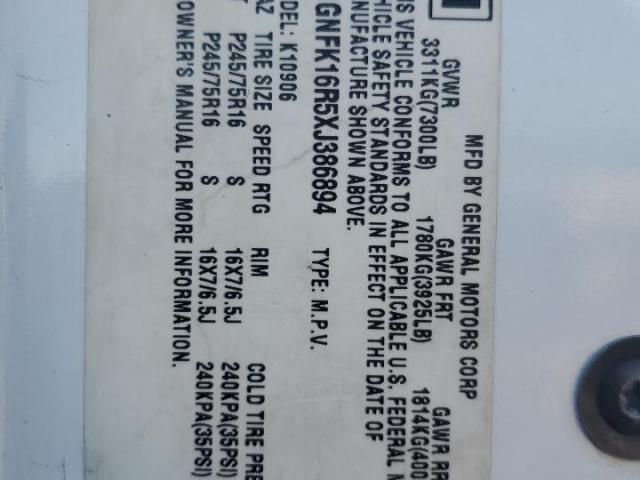 MFD BY GENERAL MOTORS CORP
GVWR GAWR FRT GAWR RR
3311KG(7300LB) 1780KG(3925LB) 1814KG(400
IS VEHICLE CONFORMS TO ALL APPLICABLE U.S. FEDERAL M
HICLE SAFETY STANDARDS IN EFFECT ON THE DATE OF
NUFACTURE SHOWN ABOVE.
GNFK16R5XJ386894 TYPE: M.P.V.
ODEL: K10906
AZ TIRE SIZE SPEED RTG RIM COLD TIRE PRE
T P245/75R16 S 16X7/6.5J 240KPA(35PSI)
P245/75R16 S 16X7/6.5J 240KPA(35PSI)
OWNER'S MANUAL FOR MORE INFORMATION.